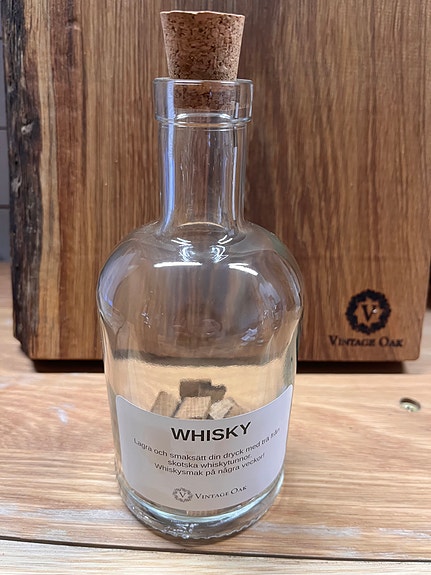 WHISKY
Lagra och smaksätt din dryck med trä från
skotska whiskytunnor.
Whiskysmak på några veckor!
V
VINTAGE OAK
V
VINTAGE OAK